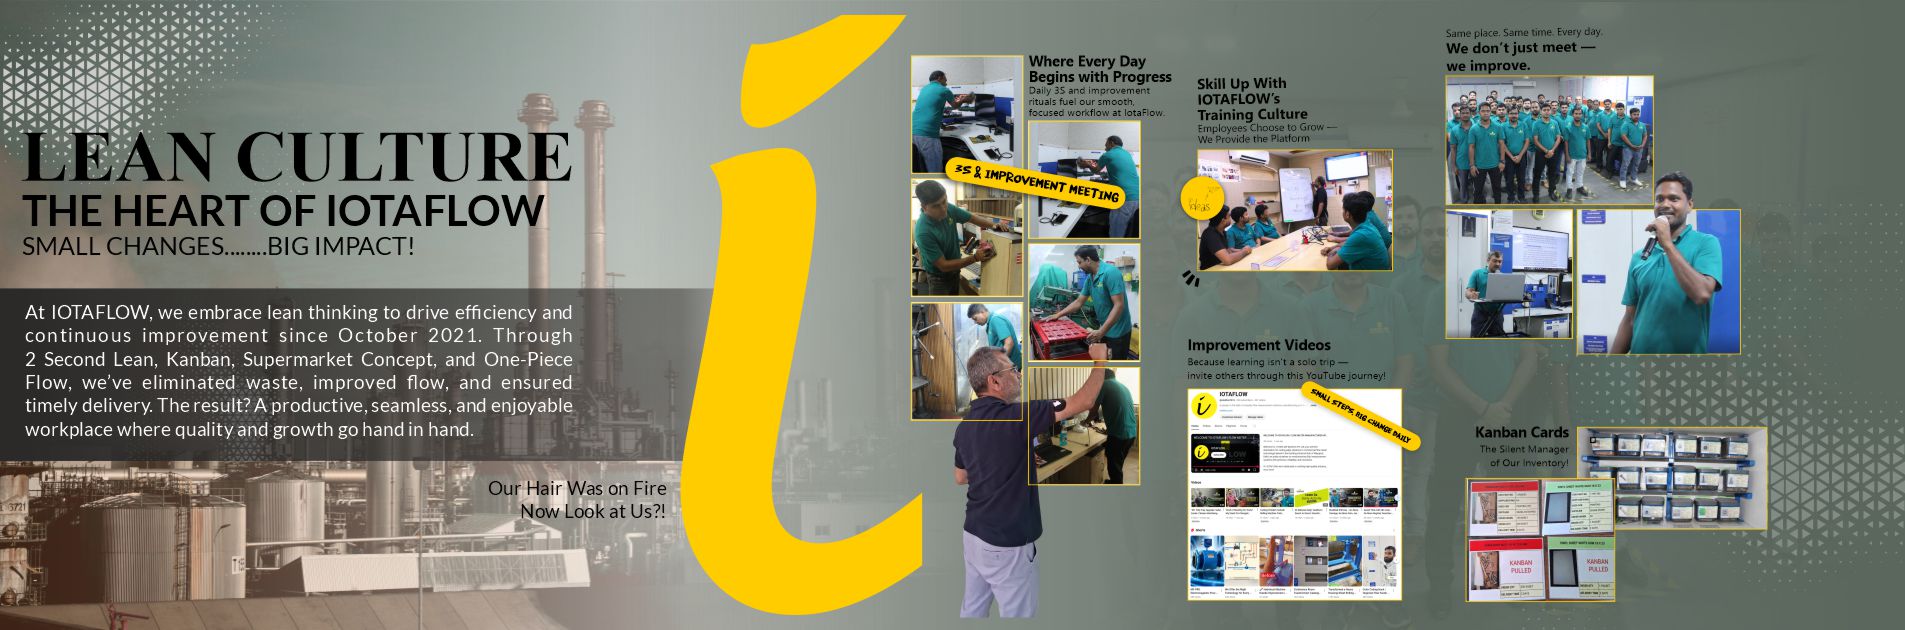 LEAN CULTURE
THE HEART OF IOTAFLOW
SMALL CHANGES.......BIG IMPACT!
At IOTAFLOW, we embrace lean thinking to drive efficiency and
continuous improvement since October 2021. Through
2 Second Lean, Kanban, Supermarket Concept, and One-Piece
Flow, we’ve eliminated waste, improved flow, and ensured
timely delivery. The result? A productive, seamless, and enjoyable
workplace where quality and growth go hand in hand.
Our Hair Was on Fire
Now Look at Us?!
Where Every Day
Begins with Progress
Daily 3S and improvement
rituals fuel our smooth,
focused workflow at IotaFlow.
3S & IMPROVEMENT MEETING
Skill Up With
IOTAFLOW’s
Training Culture
Employees Choose to Grow —
We Provide the Platform
ideas
Improvement Videos
Because learning isn’t a solo trip —
invite others through this YouTube journey!
SMALL STEPS, BIG CHANGE DAILY
IOTAFLOW
Videos
Same place. Same time. Every day.
We don’t just meet —
we improve.
Kanban Cards
The Silent Manager
of Our Inventory!
KANBAN
PULLED
KANBAN
PULLED